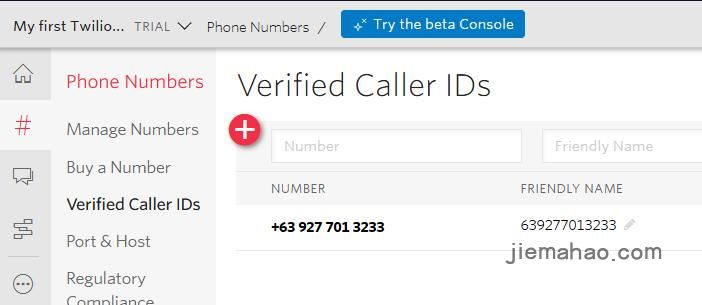 My first Twilio... TRIAL Phone Numbers / Try the beta Console
Phone Numbers
Manage Numbers
Buy a Number
Verified Caller IDs
Port & Host
Regulatory
Compliance
Verified Caller IDs
Number Friendly Name
NUMBER FRIENDLY NAME
+63 927 701 3233 639277013233
jiemahao.com